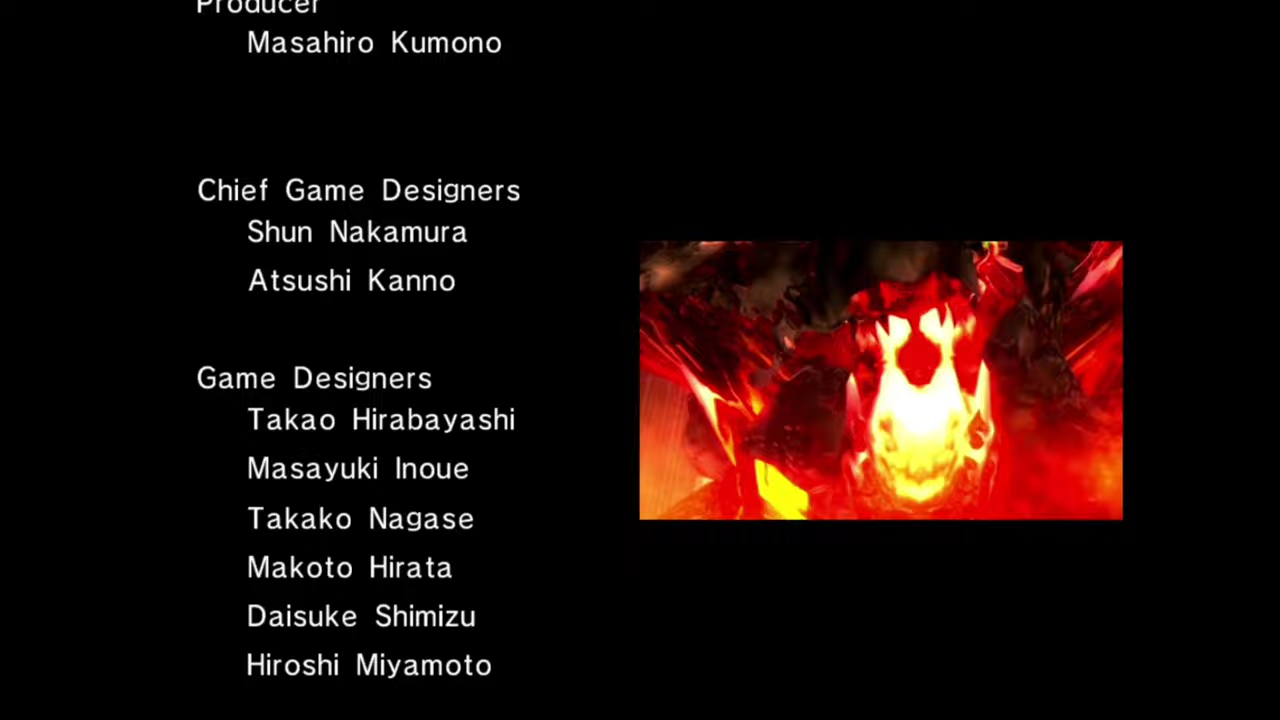 Producer
Masahiro Kumono
Chief Game Designers
Shun Nakamura
Atsushi Kanno
Game Designers
Takao Hirabayashi
Masayuki Inoue
Takako Nagase
Makoto Hirata
Daisuke Shimizu
Hiroshi Miyamoto